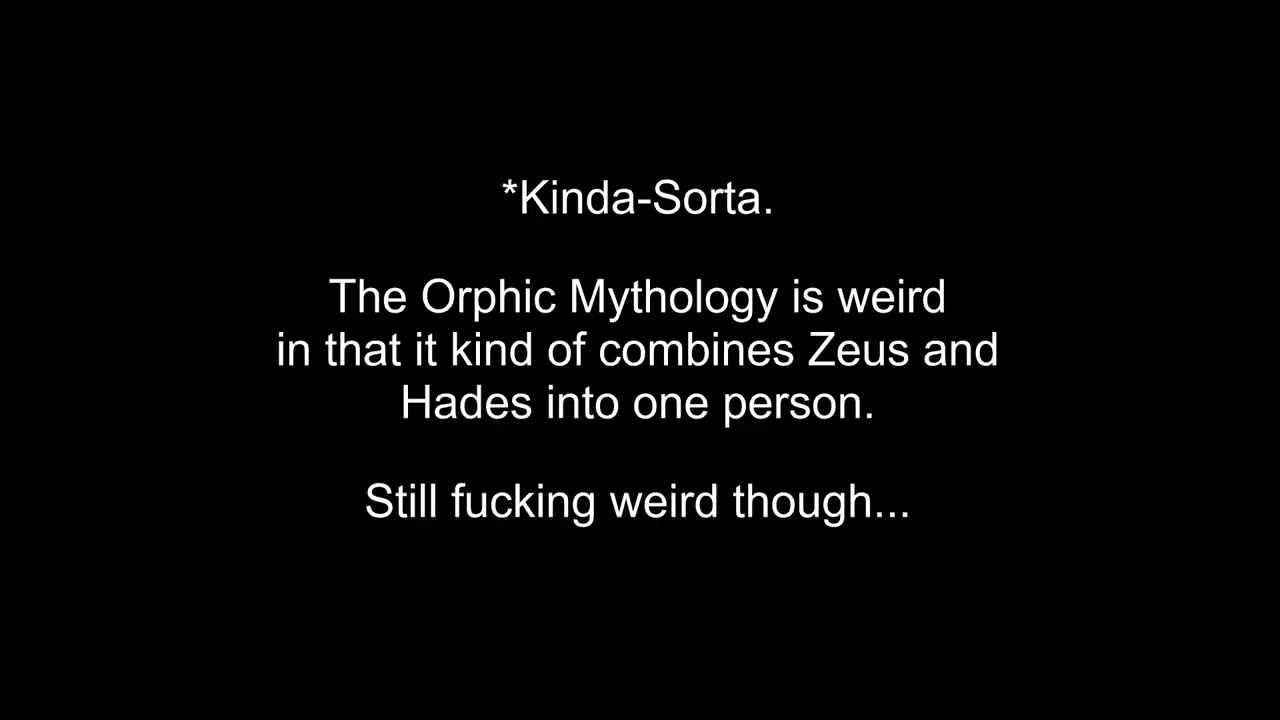 *Kinda-Sorta.
The Orphic Mythology is weird
in that it kind of combines Zeus and
Hades into one person.
Still fucking weird though...